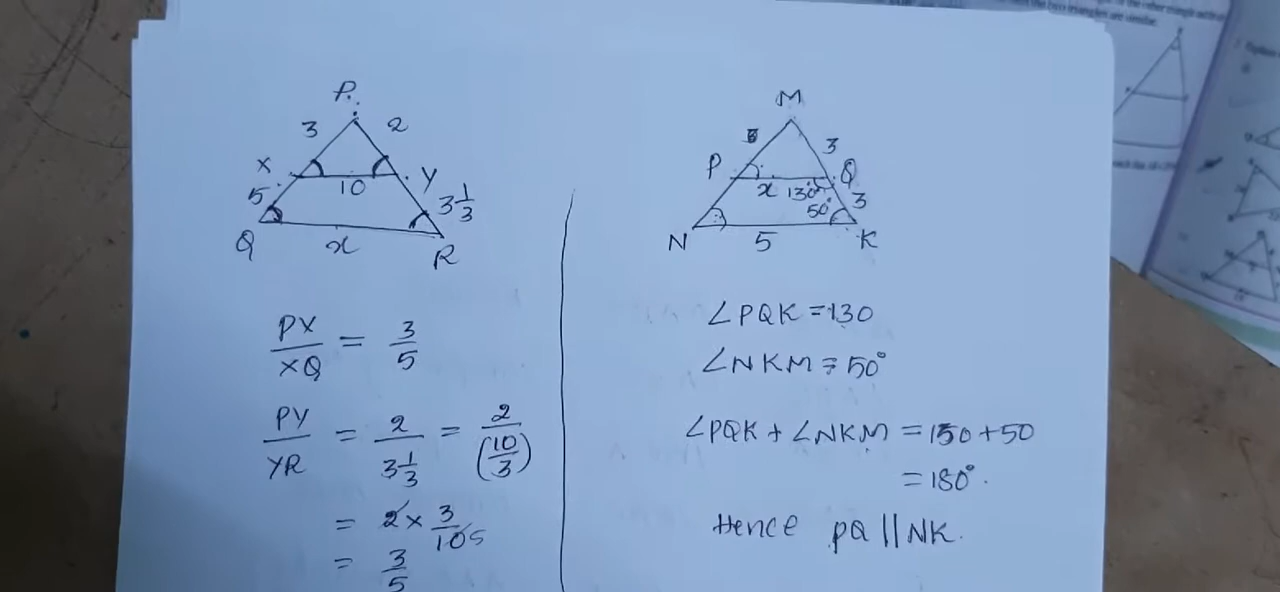 P
3 2
X Y
10
5 3 1/3
Q x R
PX/XQ = 3/5
PY/YR = 2/(3 1/3) = 2/(10/3)
= 2 × 3/10 5
= 3/5
M
3
P x 130° Q
50° 3
N 5 K
∠PQK = 130
∠NKM = 50°
∠PQK + ∠NKM = 130+50
= 180°.
Hence PQ || NK.